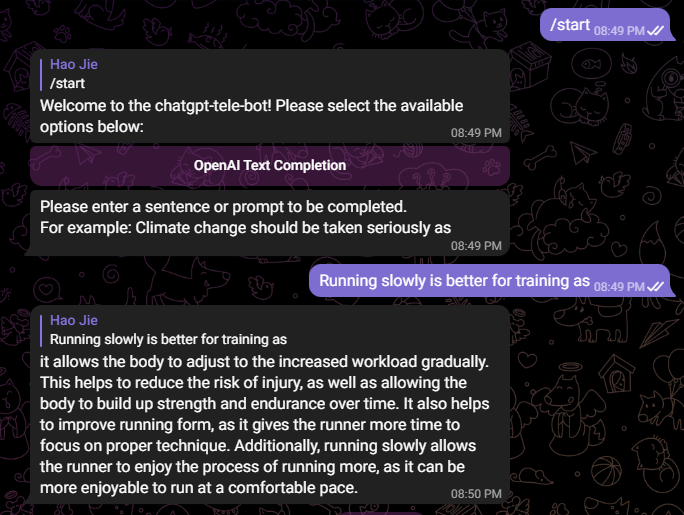 /start
08:49 PM
Hao Jie
/start
Welcome to the chatgpt-tele-bot! Please select the available
options below:
08:49 PM
OpenAI Text Completion
Please enter a sentence or prompt to be completed.
For example: Climate change should be taken seriously as
08:49 PM
Running slowly is better for training as
08:49 PM
Hao Jie
Running slowly is better for training as
it allows the body to adjust to the increased workload gradually.
This helps to reduce the risk of injury, as well as allowing the
body to build up strength and endurance over time. It also helps
to improve running form, as it gives the runner more time to
focus on proper technique. Additionally, running slowly allows
the runner to enjoy the process of running more, as it can be
more enjoyable to run at a comfortable pace.
08:50 PM